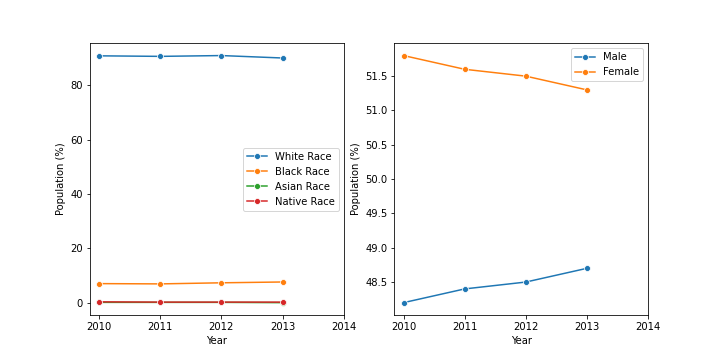 80
60
40
20
0
Population (%)
2010 2011 2012 2013 2014
Year
White Race
Black Race
Asian Race
Native Race
51.5
51.0
50.5
50.0
49.5
49.0
48.5
Population (%)
2010 2011 2012 2013 2014
Year
Male
Female